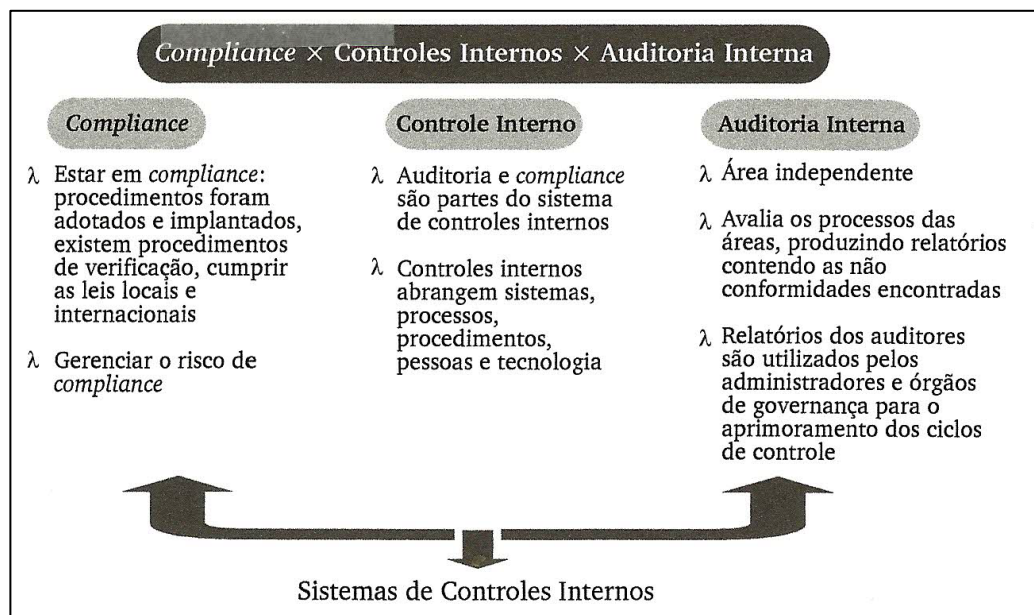 Compliance × Controles Internos × Auditoria Interna
Compliance
λ Estar em compliance:
procedimentos foram
adotados e implantados,
existem procedimentos
de verificação, cumprir
as leis locais e
internacionais
λ Gerenciar o risco de
compliance
Controle Interno
λ Auditoria e compliance
são partes do sistema
de controles internos
λ Controles internos
abrangem sistemas,
processos,
procedimentos,
pessoas e tecnologia
Auditoria Interna
λ Área independente
λ Avalia os processos das
áreas, produzindo relatórios
contendo as não
conformidades encontradas
λ Relatórios dos auditores
são utilizados pelos
administradores e órgãos
de governança para o
aprimoramento dos ciclos
de controle
Sistemas de Controles Internos